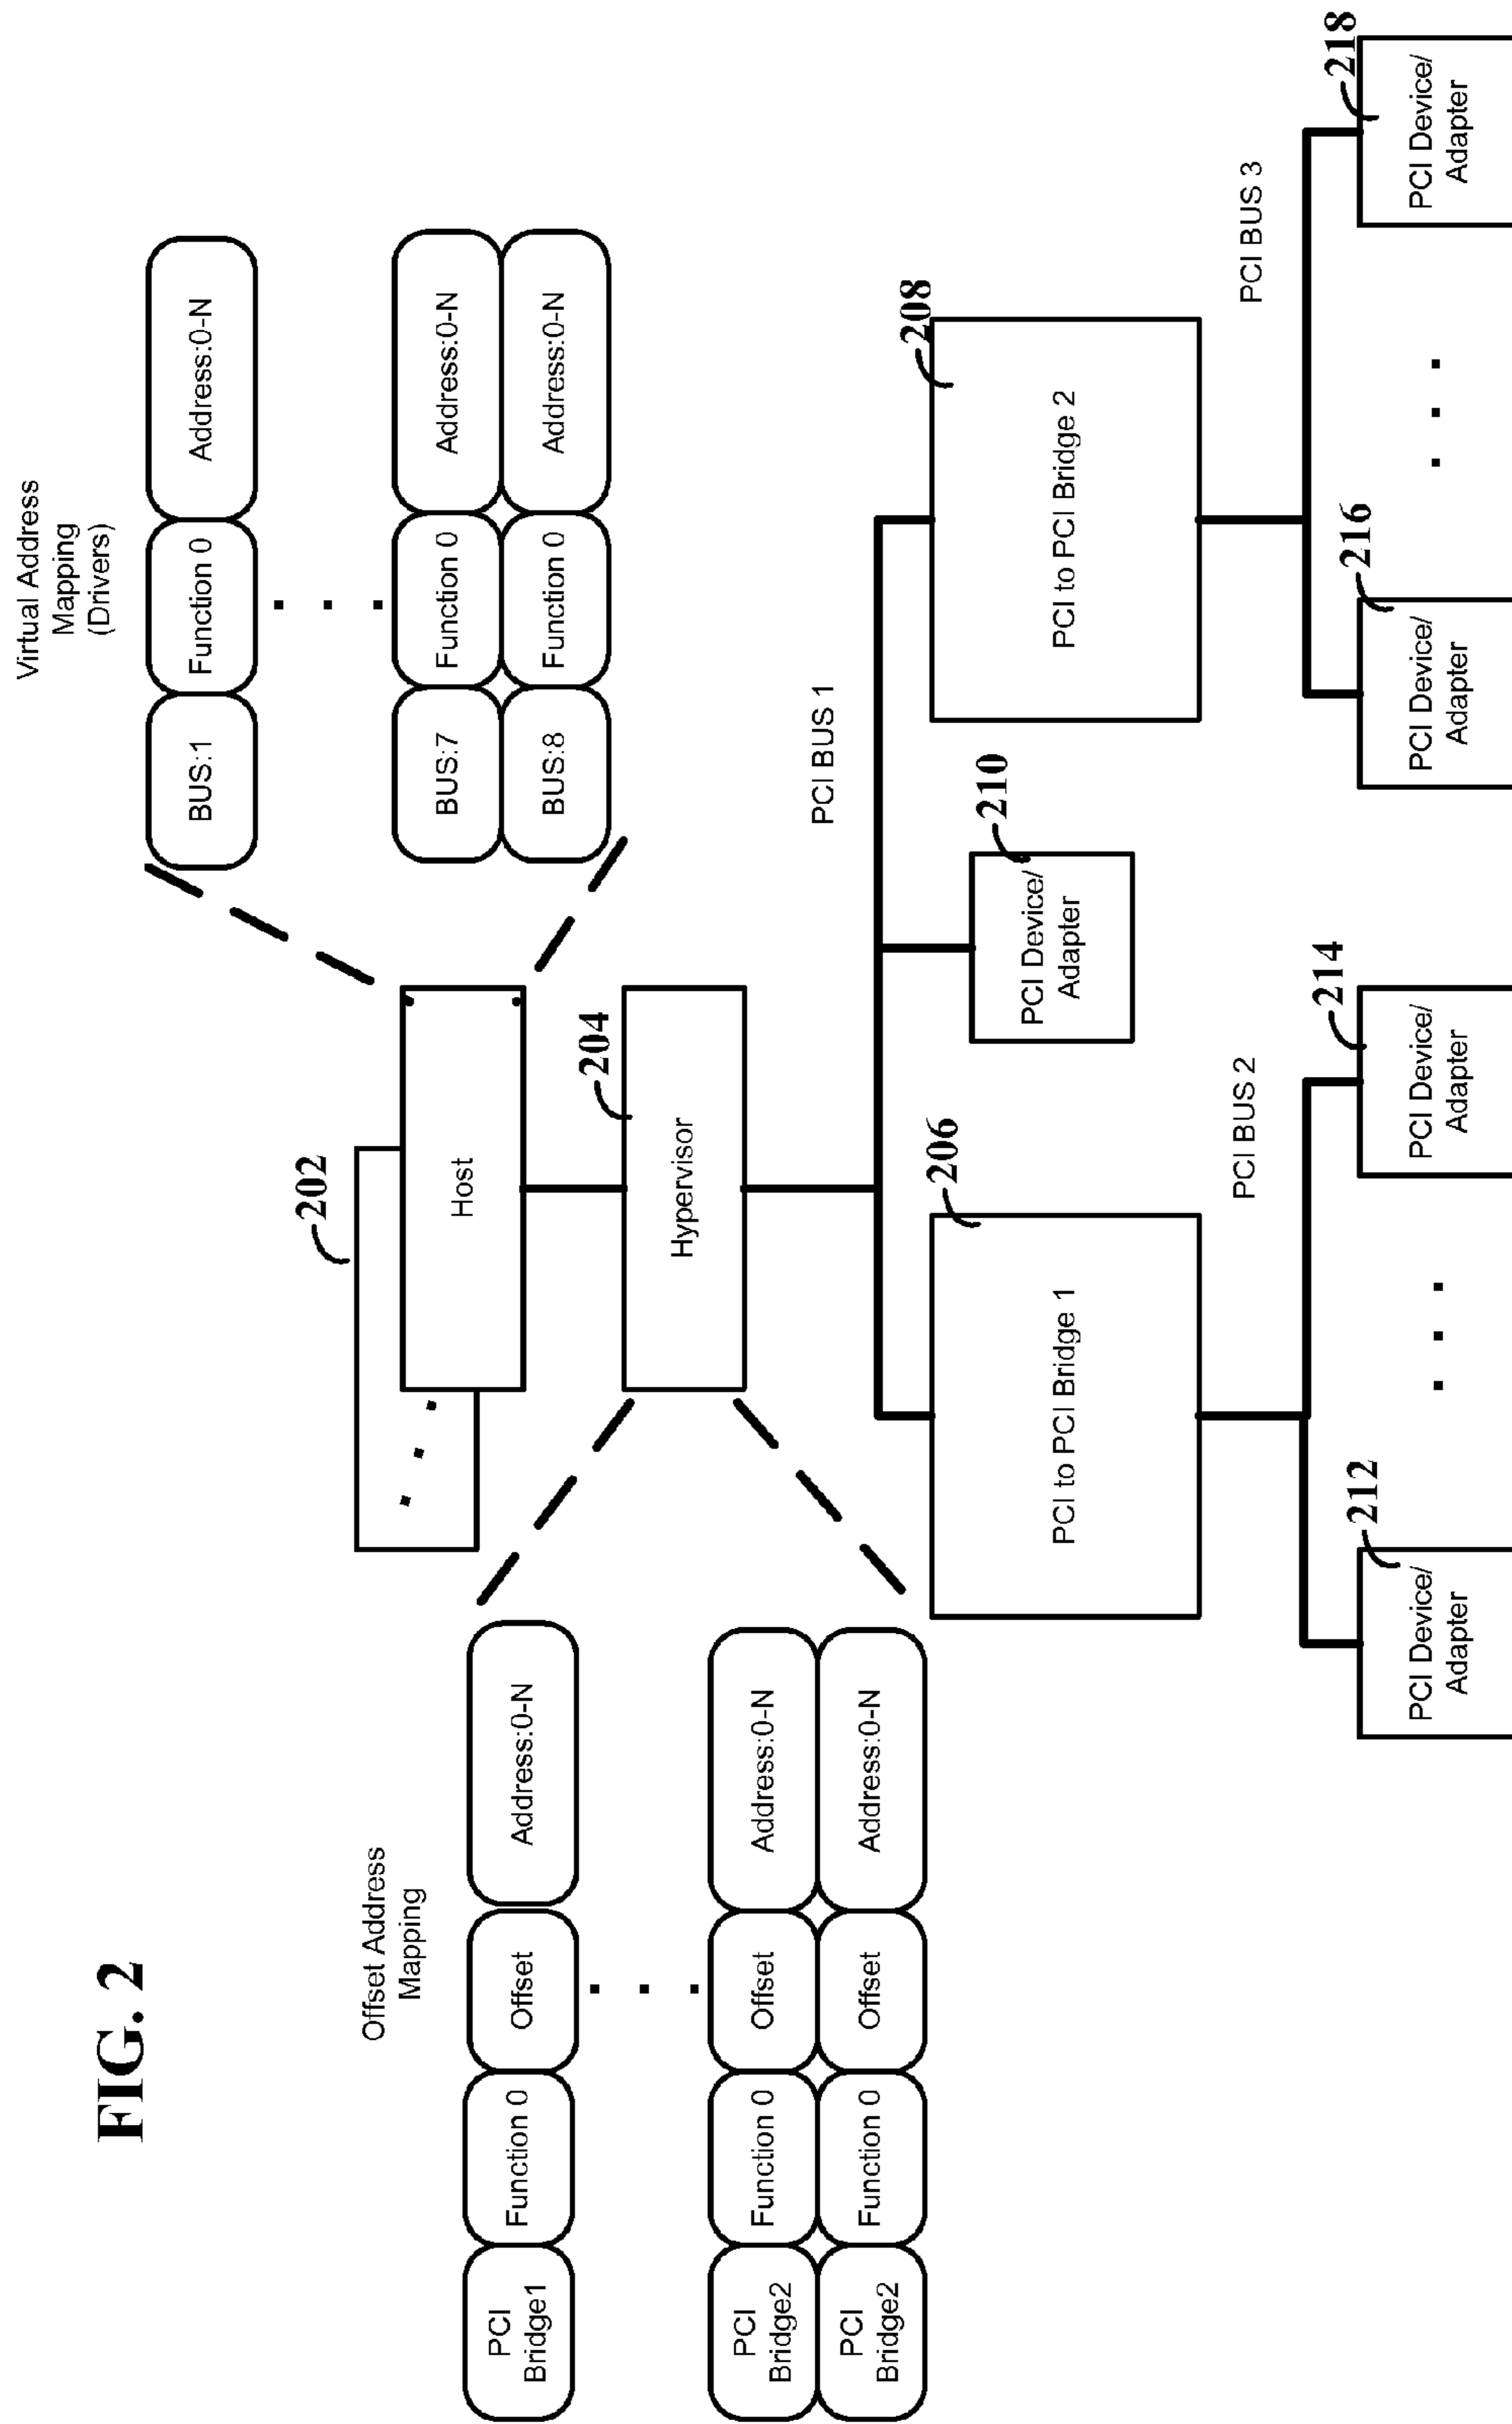 FIG. 2
Virtual Address
Mapping
(Drivers)
BUS:1
Function 0
Address:0-N
BUS:7
Function 0
Address:0-N
BUS:8
Function 0
Address:0-N
Offset Address
Mapping
PCI
Bridge1
Function 0
Offset
Address:0-N
PCI
Bridge2
Function 0
Offset
Address:0-N
PCI
Bridge2
Function 0
Offset
Address:0-N
202
Host
204
Hypervisor
PCI BUS 1
206
PCI to PCI Bridge 1
210
PCI Device/
Adapter
208
PCI to PCI Bridge 2
PCI BUS 2
PCI BUS 3
212
PCI Device/
Adapter
214
PCI Device/
Adapter
216
PCI Device/
Adapter
218
PCI Device/
Adapter